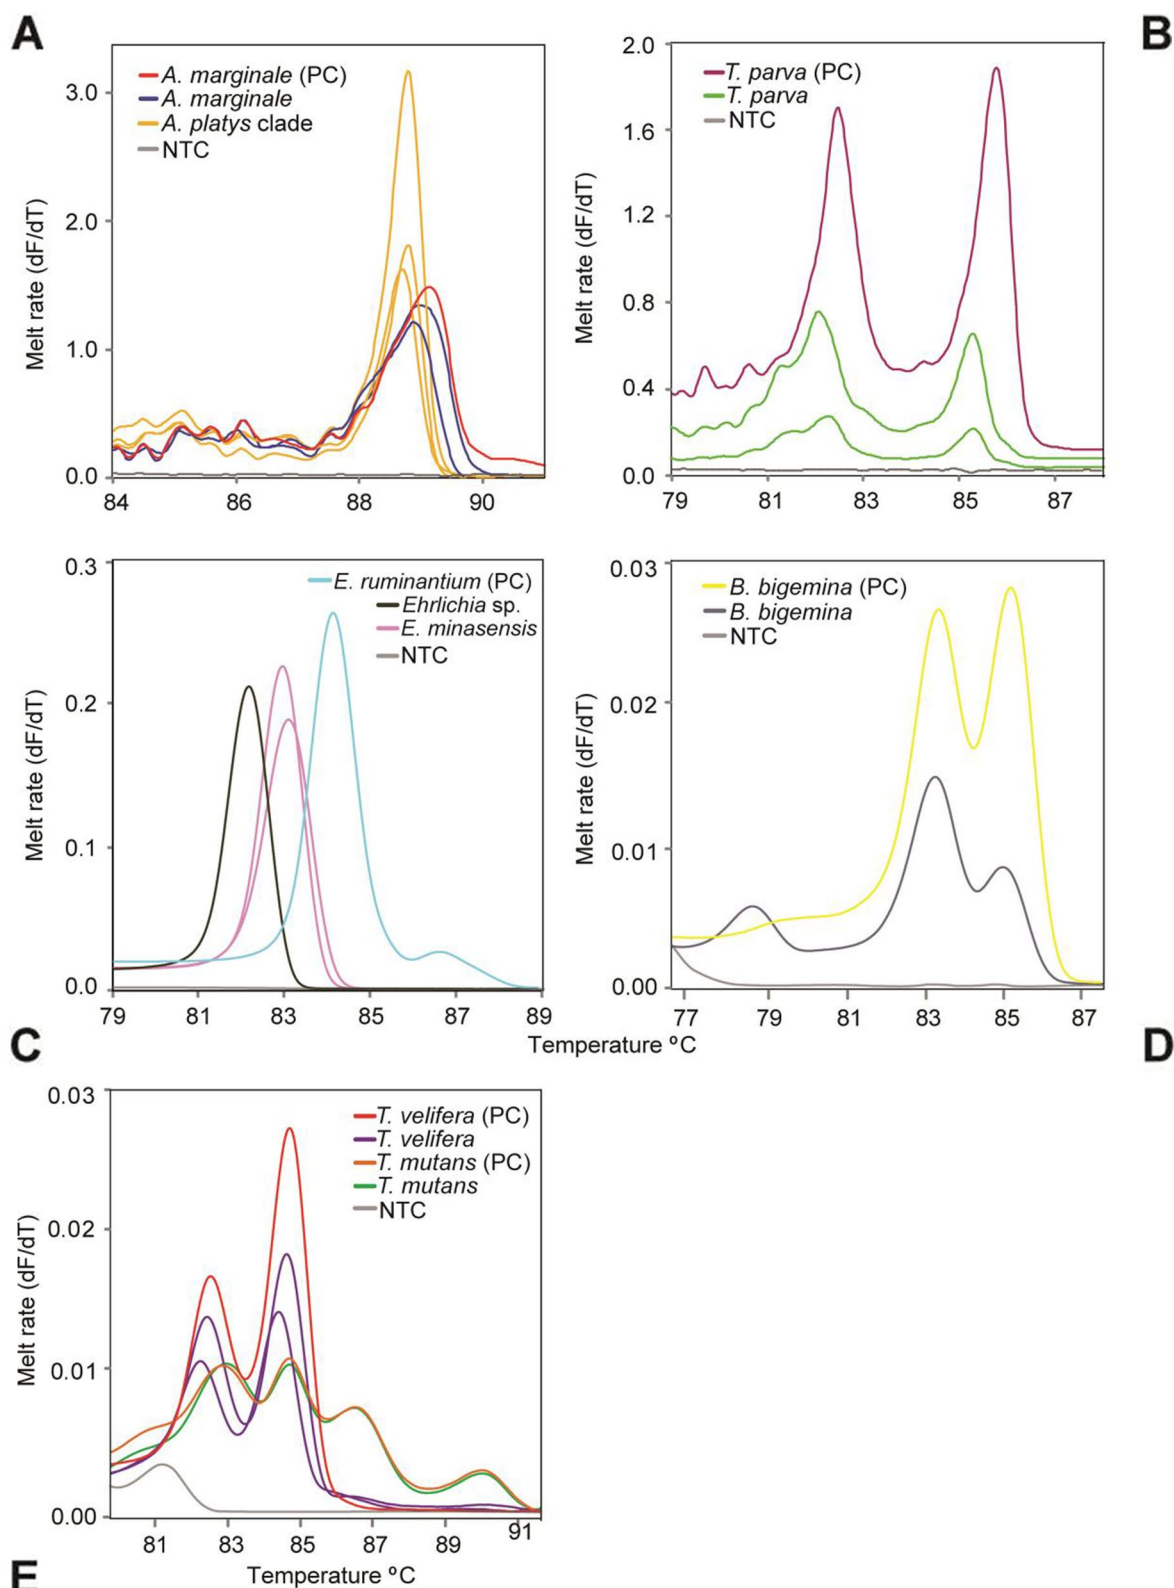 A
B
3.0
2.0
1.0
0.0
Melt rate (dF/dT)
A. marginale (PC)
A. marginale
A. platys clade
NTC
84 86 88 90
2.0
1.6
1.2
0.8
0.4
0.0
Melt rate (dF/dT)
T. parva (PC)
T. parva
NTC
79 81 83 85 87
0.3
0.2
0.1
0.0
Melt rate (dF/dT)
E. ruminantium (PC)
Ehrlichia sp.
E. minasensis
NTC
79 81 83 85 87 89
0.03
0.02
0.01
0.00
Melt rate (dF/dT)
B. bigemina (PC)
B. bigemina
NTC
77 79 81 83 85 87
C
Temperature ºC
D
0.03
0.02
0.01
0.00
Melt rate (dF/dT)
T. velifera (PC)
T. velifera
T. mutans (PC)
T. mutans
NTC
81 83 85 87 89 91
Temperature ºC
E